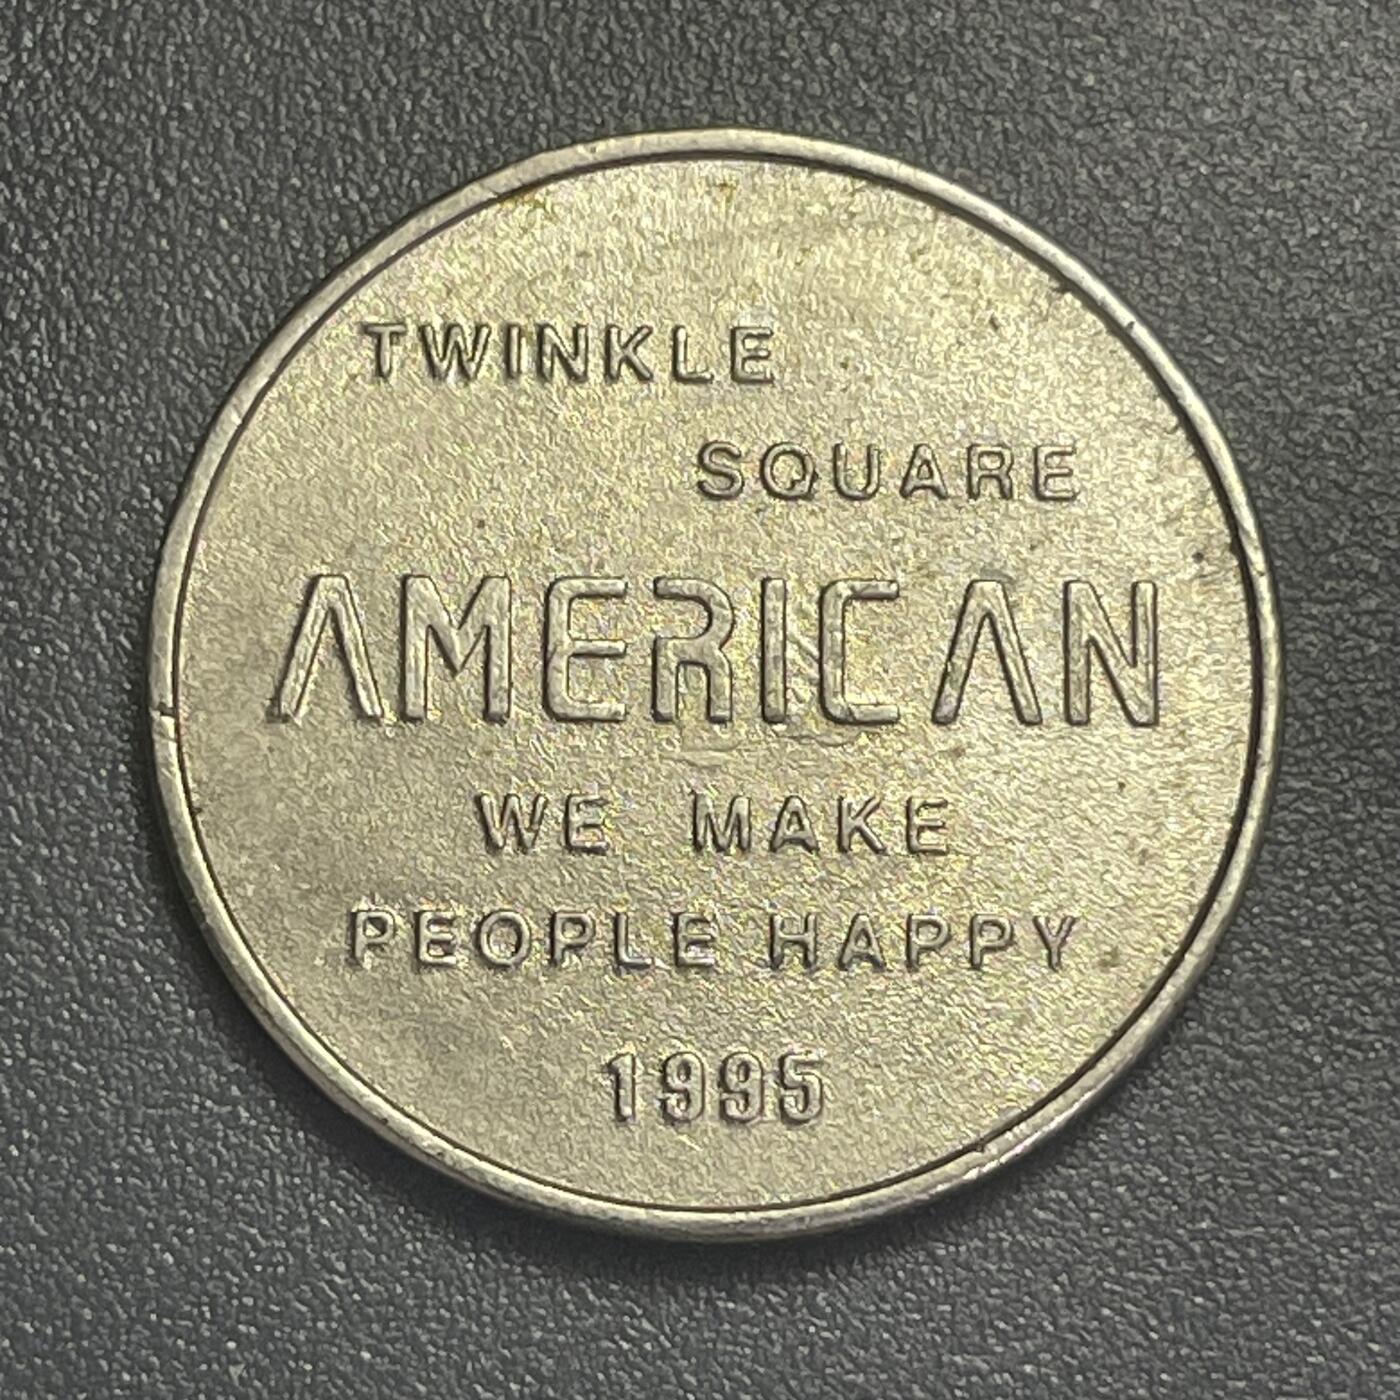 TWINKLE
SQUARE
AMERICAN
WE MAKE
PEOPLE HAPPY
1995